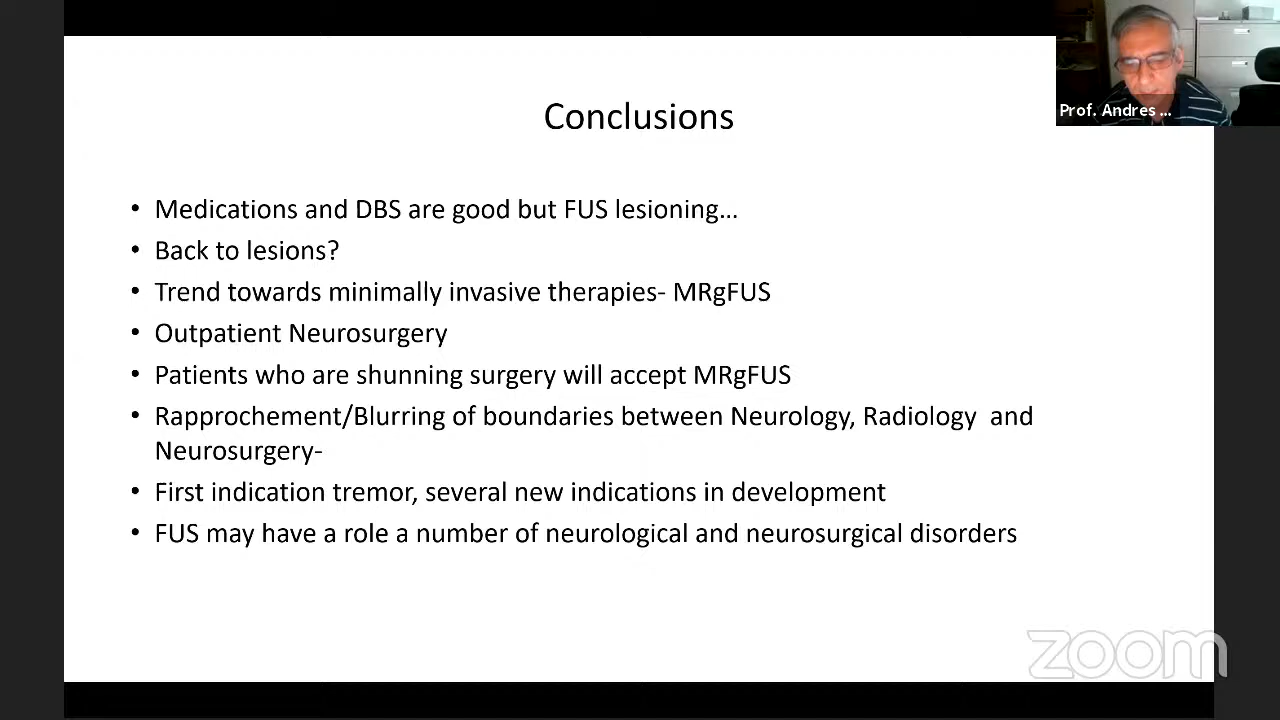 Conclusions
Prof. Andres ...
• Medications and DBS are good but FUS lesioning…
• Back to lesions?
• Trend towards minimally invasive therapies- MRgFUS
• Outpatient Neurosurgery
• Patients who are shunning surgery will accept MRgFUS
• Rapprochement/Blurring of boundaries between Neurology, Radiology  and
Neurosurgery-
• First indication tremor, several new indications in development
• FUS may have a role a number of neurological and neurosurgical disorders
zoom